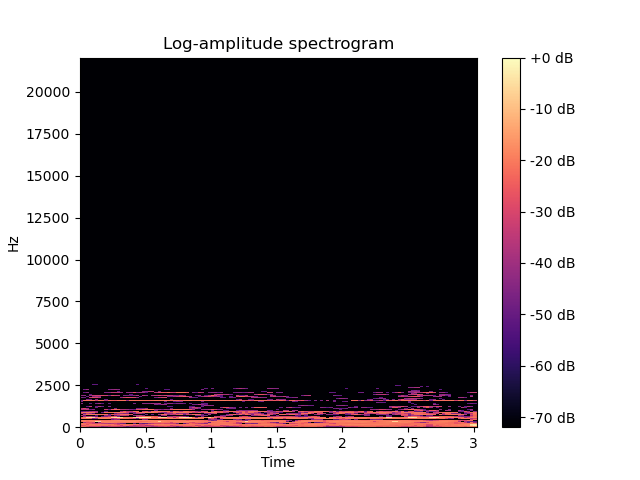 Log-amplitude spectrogram
Hz
20000
17500
15000
12500
10000
7500
5000
2500
0
0 0.5 1 1.5 2 2.5 3
Time
+0 dB
-10 dB
-20 dB
-30 dB
-40 dB
-50 dB
-60 dB
-70 dB